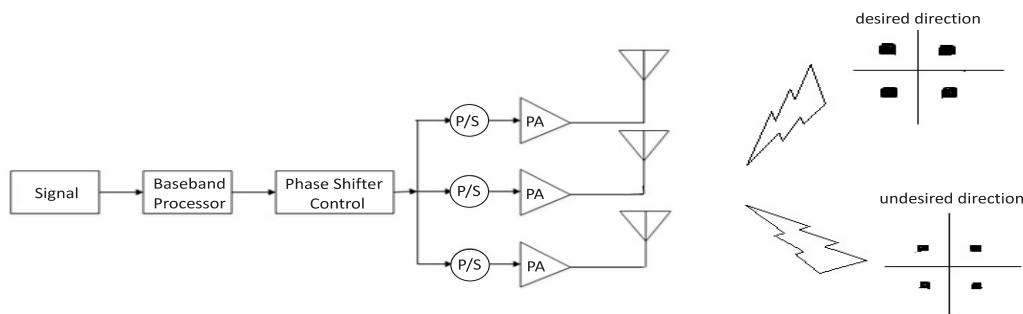 desired direction
P/S
PA
Signal
Baseband
Processor
Phase Shifter
Control
P/S
PA
undesired direction
P/S
PA